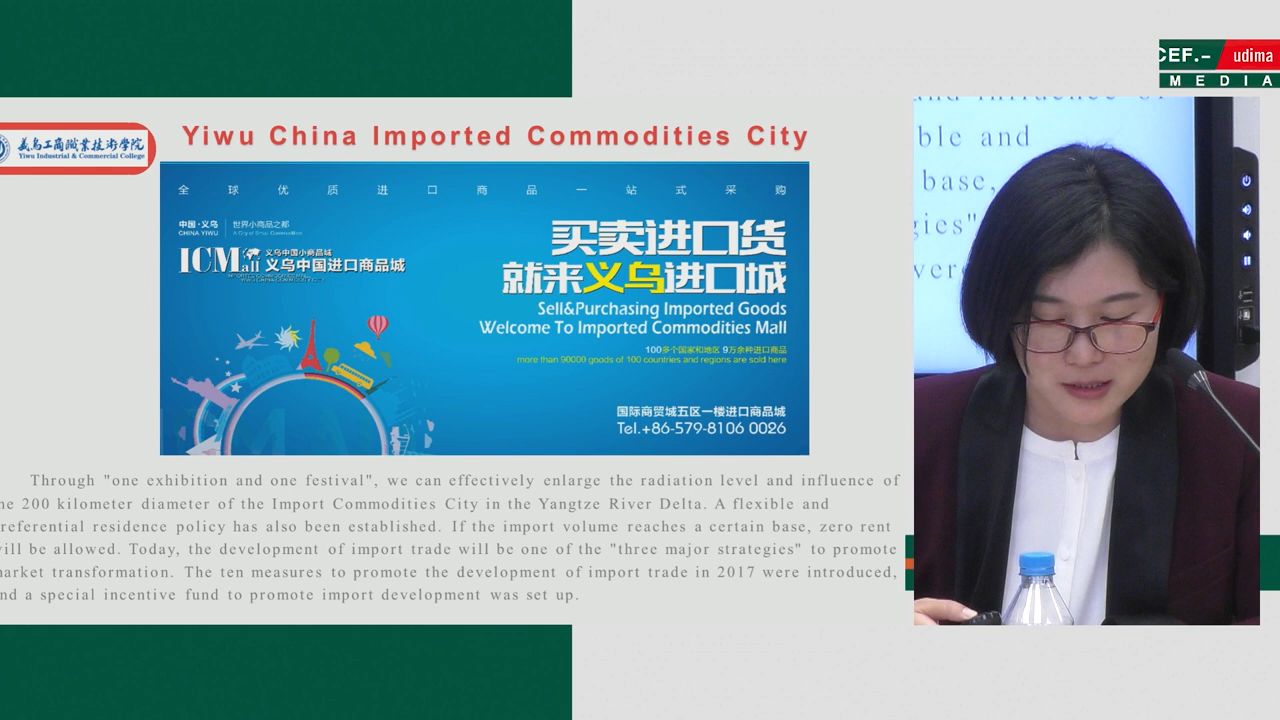 CEF.–
udima
MEDIA
义乌工商职业技术学院
Yiwu Industrial & Commercial College
Yiwu China Imported Commodities City
全球优质进口商品一站式采购
中国·义乌
CHINA YIWU
世界小商品之都
A City of Small Commodities
ICMall
义乌中国小商品城
义乌中国进口商品城
买卖进口货
就来义乌进口城
Sell&Purchasing Imported Goods
Welcome To Imported Commodities Mall
100多个国家和地区 9万余种进口商品
more than 90000 goods of 100 countries and regions are sold here
国际商贸城五区一楼进口商品城
Tel.+86-579-8106 0026
Through "one exhibition and one festival", we can effectively enlarge the radiation level and influence of
he 200 kilometer diameter of the Import Commodities City in the Yangtze River Delta. A flexible and
referential residence policy has also been established. If the import volume reaches a certain base, zero rent
will be allowed. Today, the development of import trade will be one of the "three major strategies" to promote
market transformation. The ten measures to promote the development of import trade in 2017 were introduced,
nd a special incentive fund to promote import development was set up.
and influence of
ble and
base,
gies"
vere